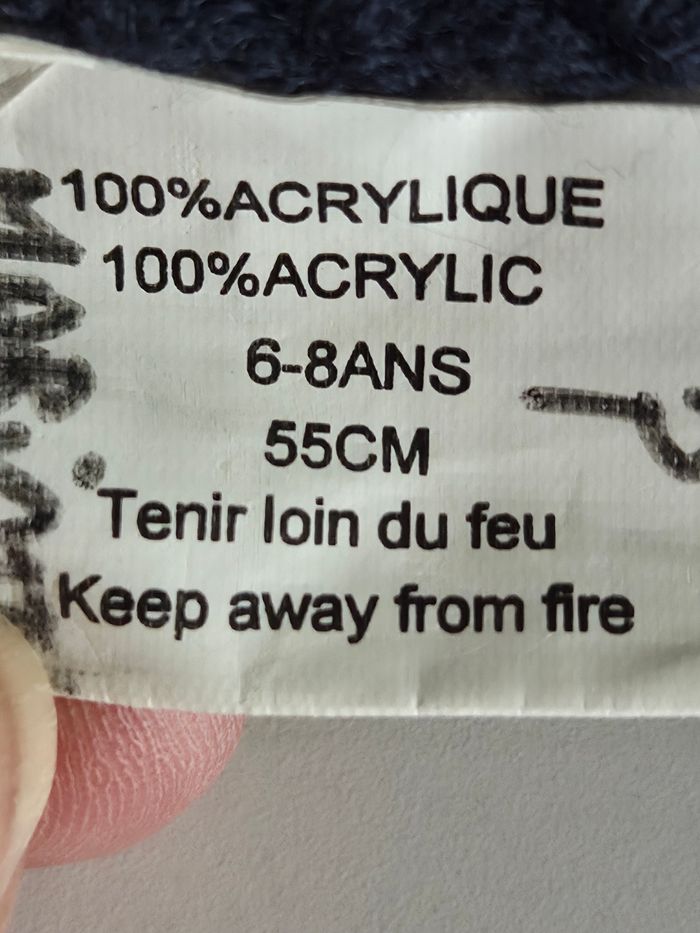 100%ACRYLIQUE
100%ACRYLIC
6-8ANS
55CM
Tenir loin du feu
Keep away from fire